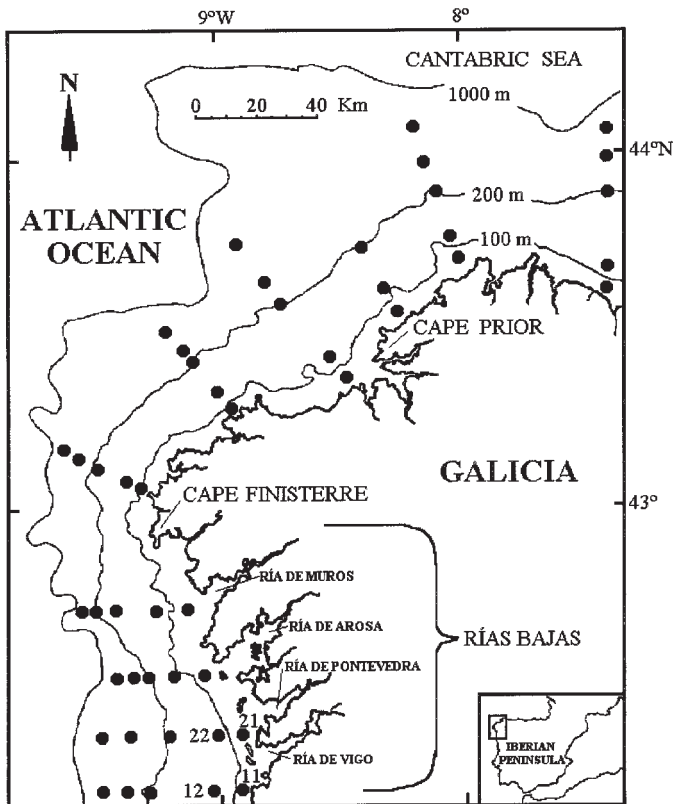 9°W
8°
CANTABRIC SEA
1000 m
N
0 20 40 Km
44°N
200 m
ATLANTIC
OCEAN
100 m
CAPE PRIOR
GALICIA
CAPE FINISTERRE
43°
RÍA DE MUROS
RÍA DE AROSA
RÍAS BAJAS
RÍA DE PONTEVEDRA
21
22
RÍA DE VIGO
IBERIAN
PENINSULA
11
12